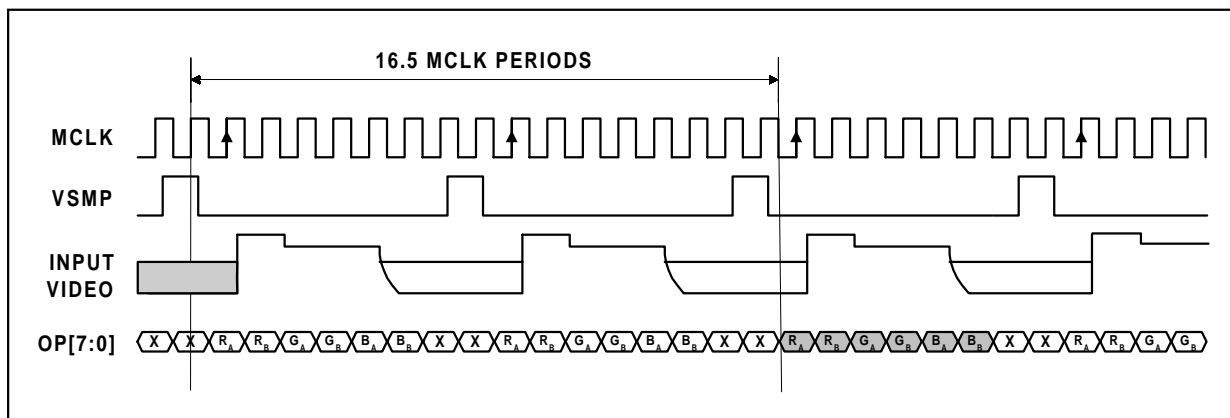 16.5 MCLK PERIODS
MCLK
VSMP
INPUT
VIDEO
OP[7:0] X X RA RB GA GB BA BB X X RA RB GA GB BA BB X X RA RB GA GB BA BB X X RA RB GA GB